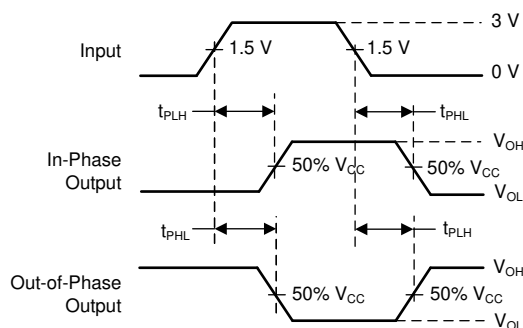 3 V
Input
1.5 V
1.5 V
0 V
tPLH
tPHL
In-Phase
Output
VOH
50% VCC
50% VCC
VOL
tPHL
tPLH
Out-of-Phase
Output
VOH
50% VCC
50% VCC
VOL